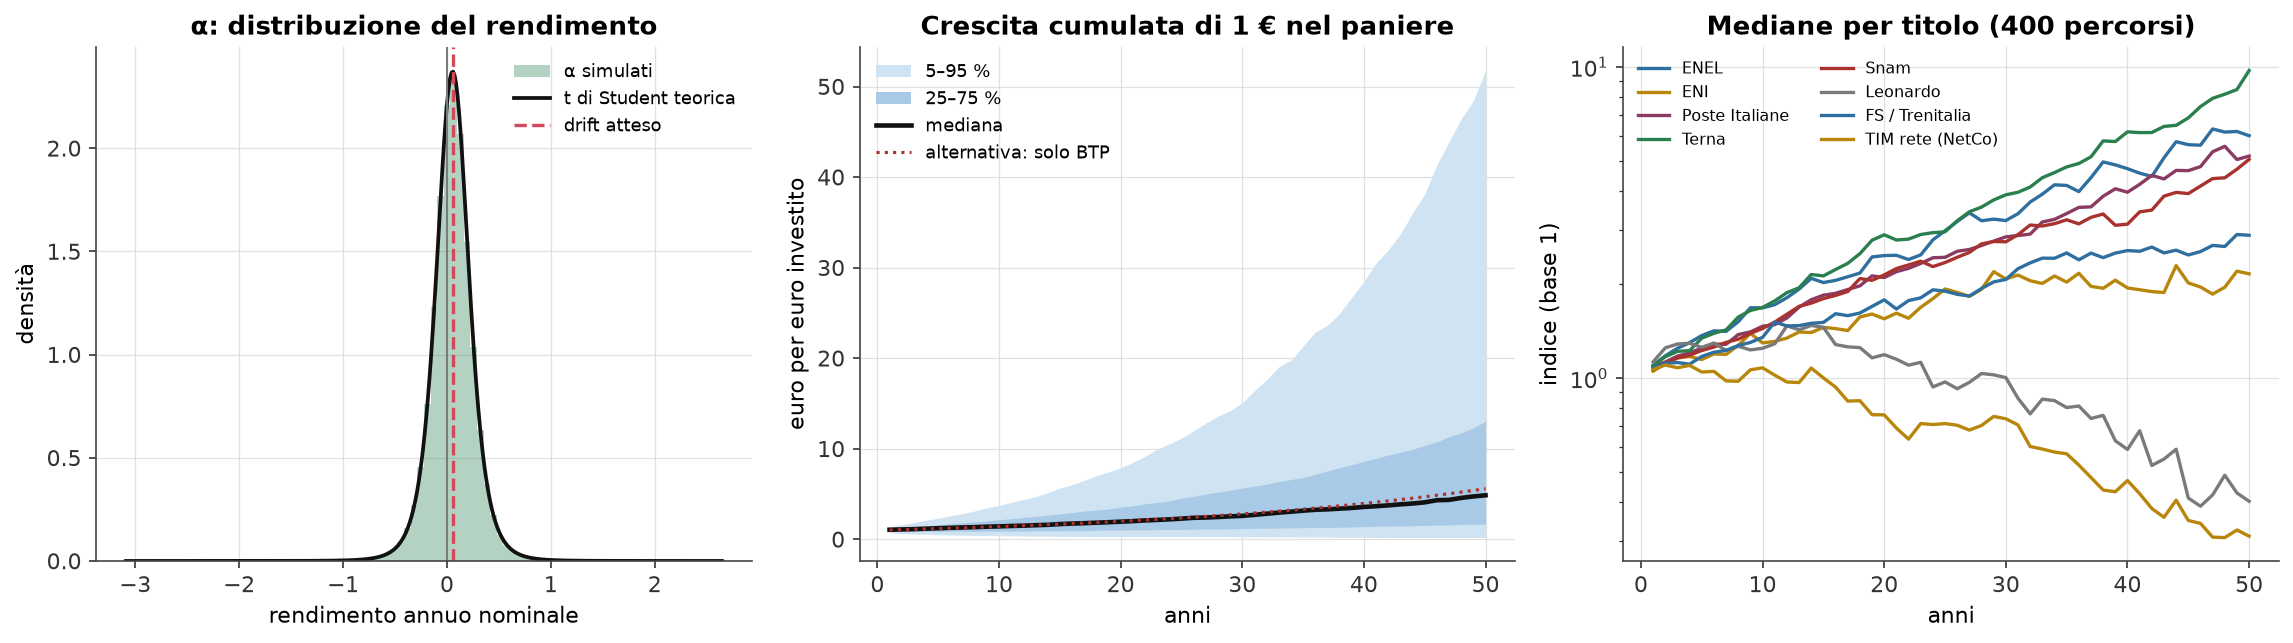 α: distribuzione del rendimento
densità
2.0
1.5
1.0
0.5
0.0
α simulati
t di Student teorica
drift atteso
−3
−2
−1
0
1
2
rendimento annuo nominale
Crescita cumulata di 1 € nel paniere
euro per euro investito
50
40
30
20
10
0
5–95 %
25–75 %
mediana
alternativa: solo BTP
0
10
20
30
40
50
anni
Mediane per titolo (400 percorsi)
indice (base 1)
10¹
10⁰
ENEL
ENI
Poste Italiane
Terna
Snam
Leonardo
FS / Trenitalia
TIM rete (NetCo)
0
10
20
30
40
50
anni